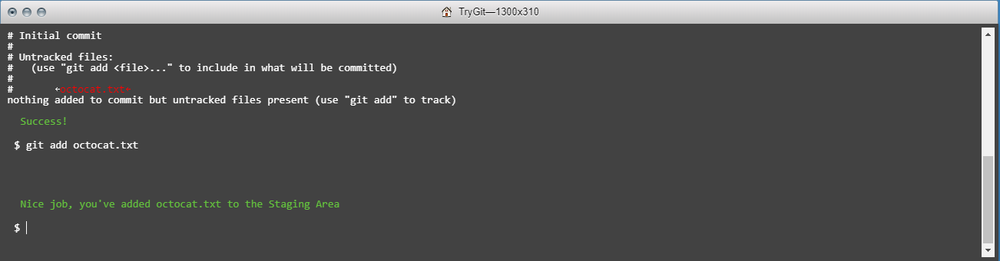 TryGit—1300x310
# Initial commit
#
# Untracked files:
#   (use "git add <file>..." to include in what will be committed)
#
#       ←octocat.txt←
nothing added to commit but untracked files present (use "git add" to track)
Success!
$ git add octocat.txt
Nice job, you've added octocat.txt to the Staging Area
$